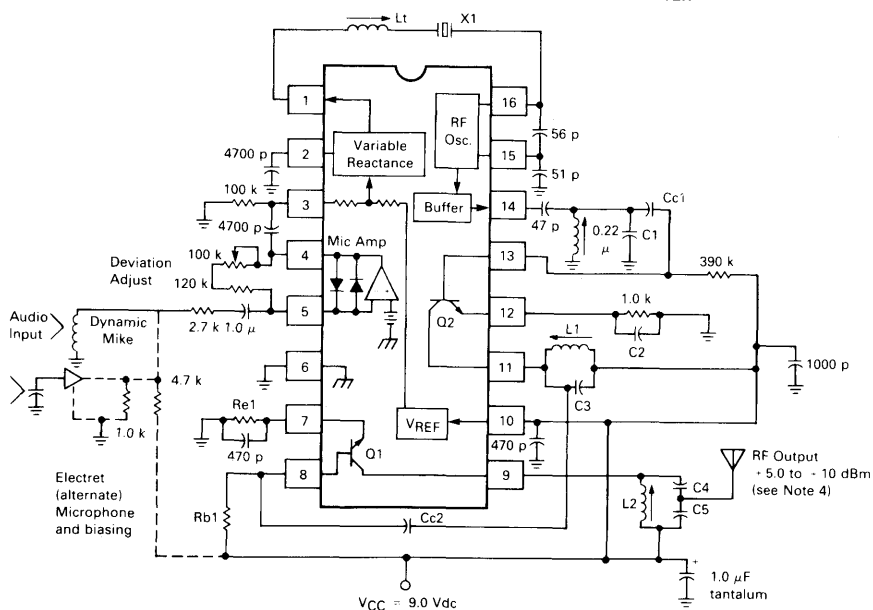 Lt
X1
1
16
RF
Osc.
56 p
2
Variable
Reactance
15
4700 p
51 p
100 k
3
Buffer
14
Cc1
47 p
0.22
μ
C1
4700 p
Mic Amp
13
100 k
4
390 k
Deviation
Adjust
120 k
1.0 k
Q2
12
Audio
Input
Dynamic
Mike
5
2.7 k
1.0 μ
C2
L1
11
6
1000 p
4.7 k
C3
Re1
1.0 k
7
VREF
10
470 p
470 p
RF Output
Q1
+ 5.0 to - 10 dBm
(see Note 4)
Electret
(alternate)
Microphone
and biasing
8
9
C4
L2
C5
Rb1
Cc2
+
1.0 μF
tantalum
VCC = 9.0 Vdc